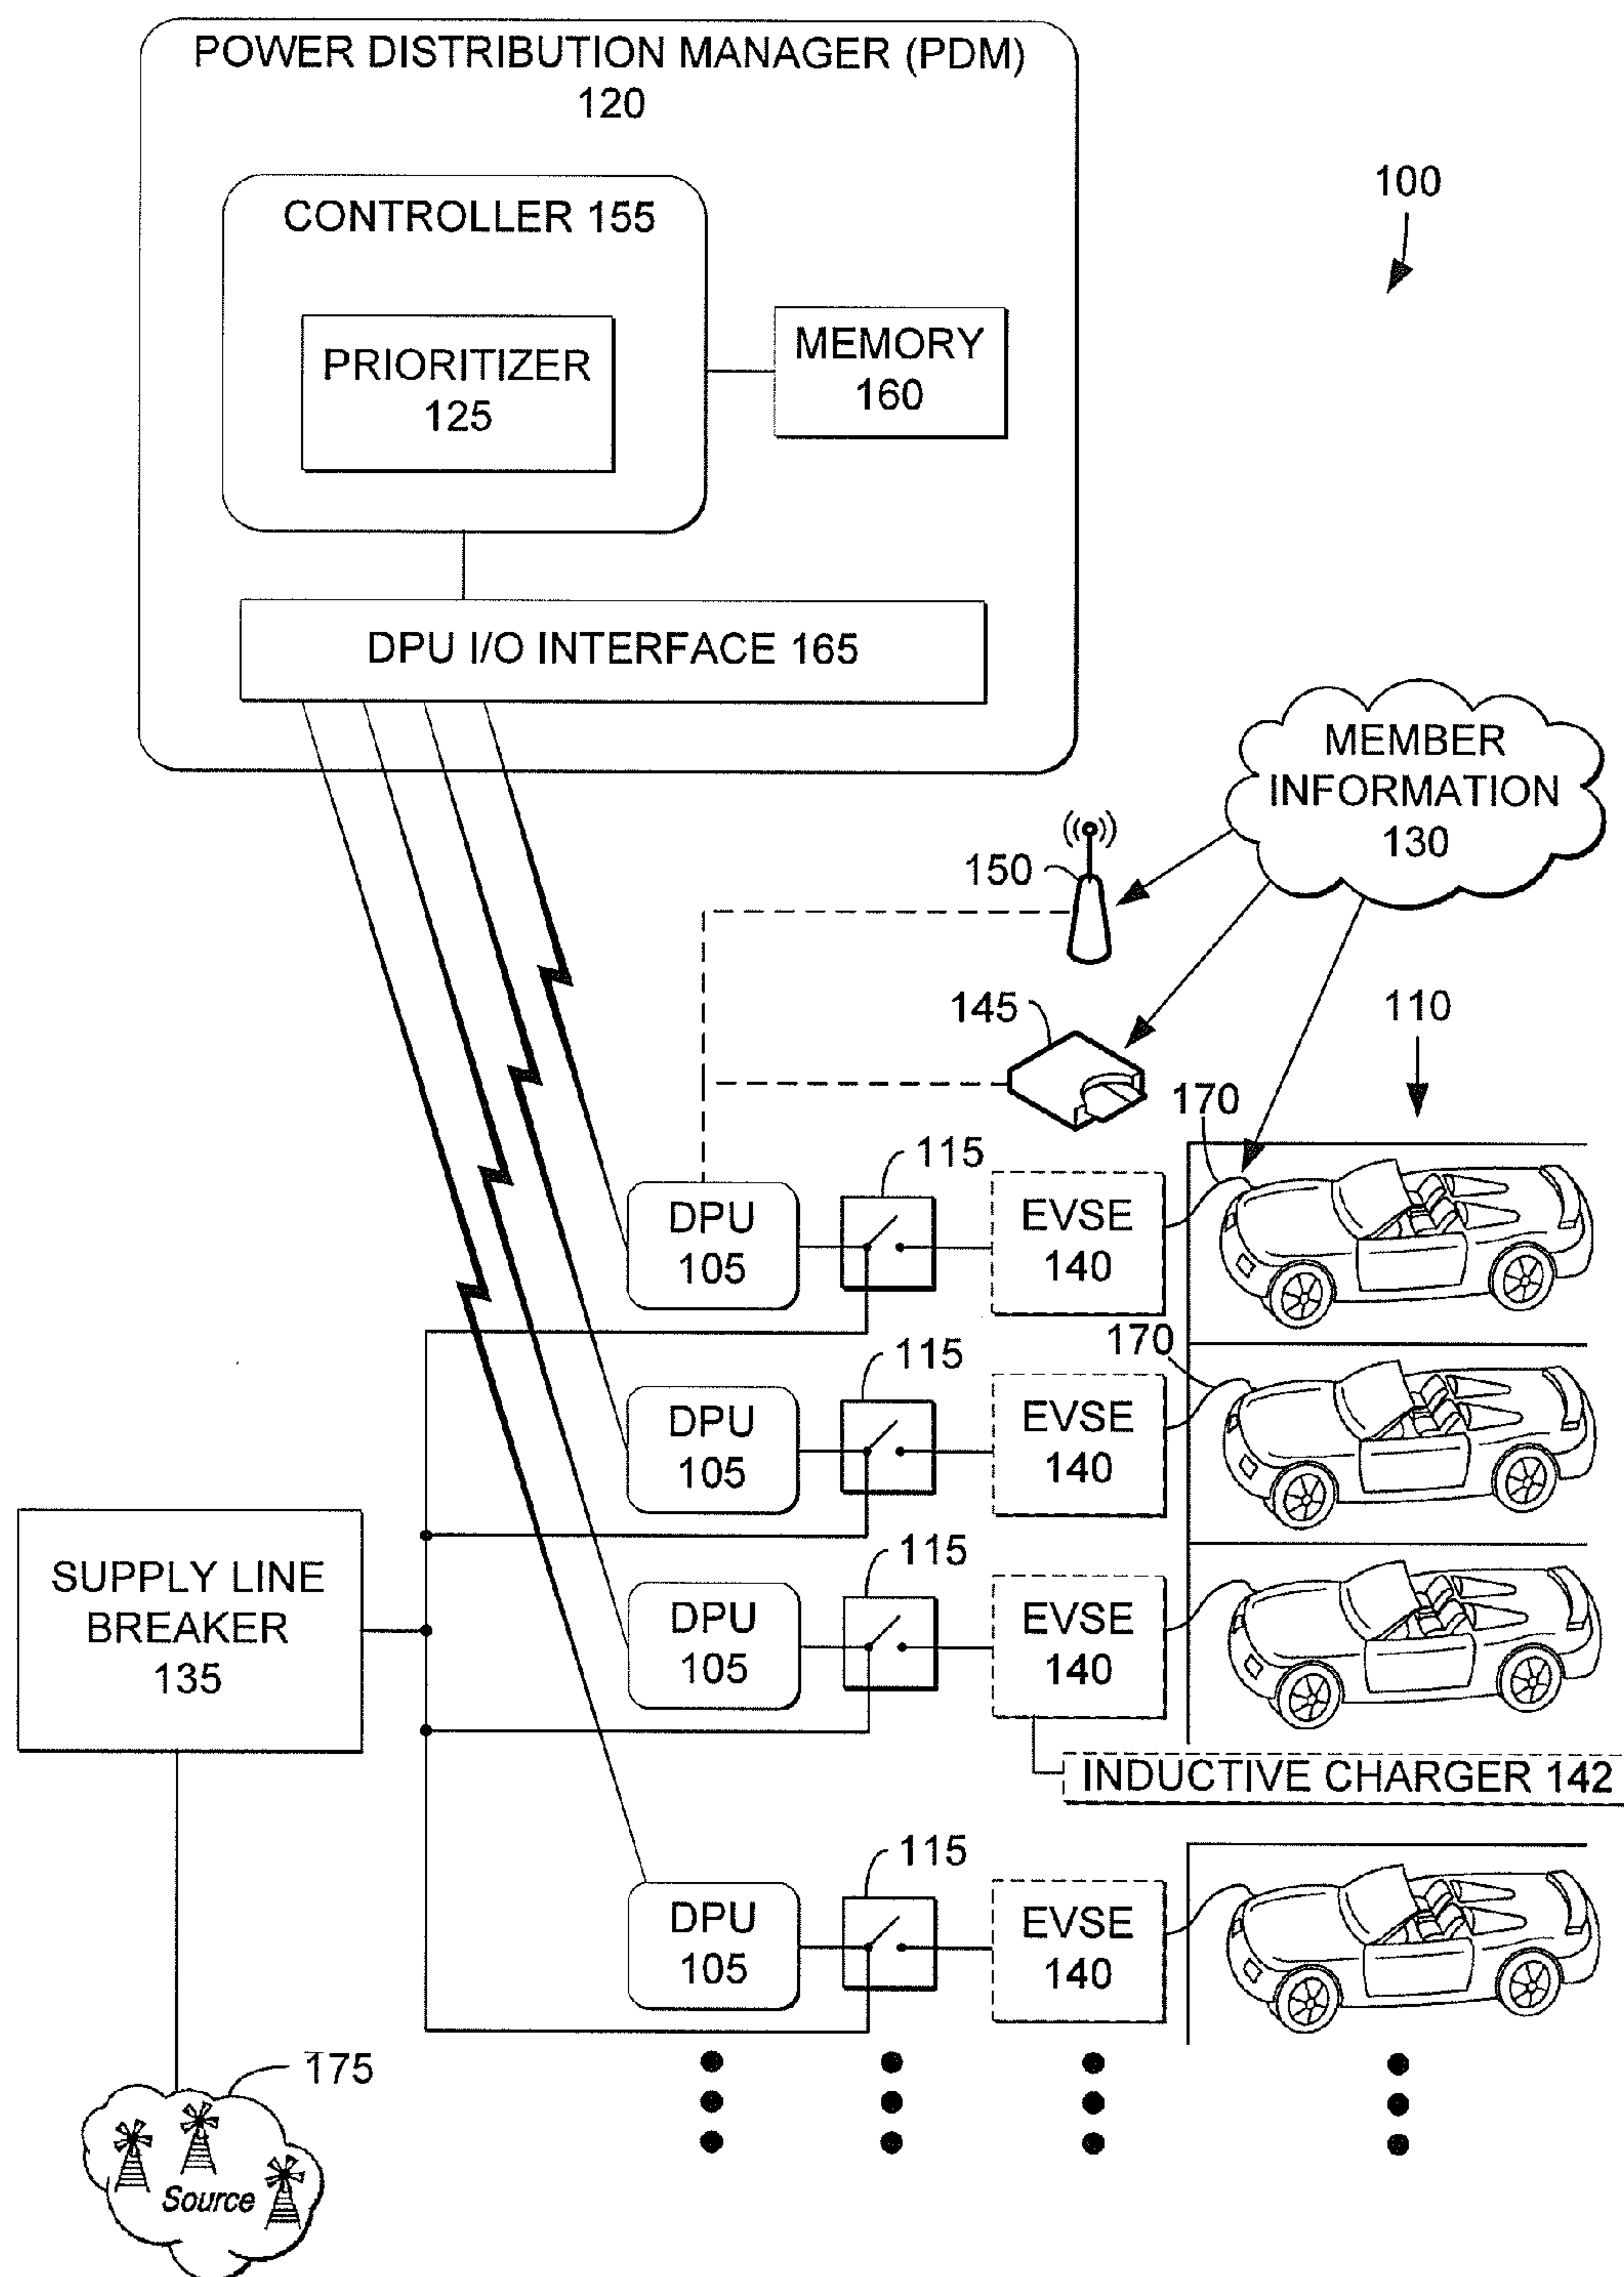 POWER DISTRIBUTION MANAGER (PDM)
120
100
CONTROLLER 155
PRIORITIZER
125
MEMORY
160
DPU I/O INTERFACE 165
MEMBER
INFORMATION
130
150
145
110
170
115
DPU
105
EVSE
140
170
115
DPU
105
EVSE
140
115
DPU
105
EVSE
140
SUPPLY LINE
BREAKER
135
INDUCTIVE CHARGER 142
115
DPU
105
EVSE
140
175
Source